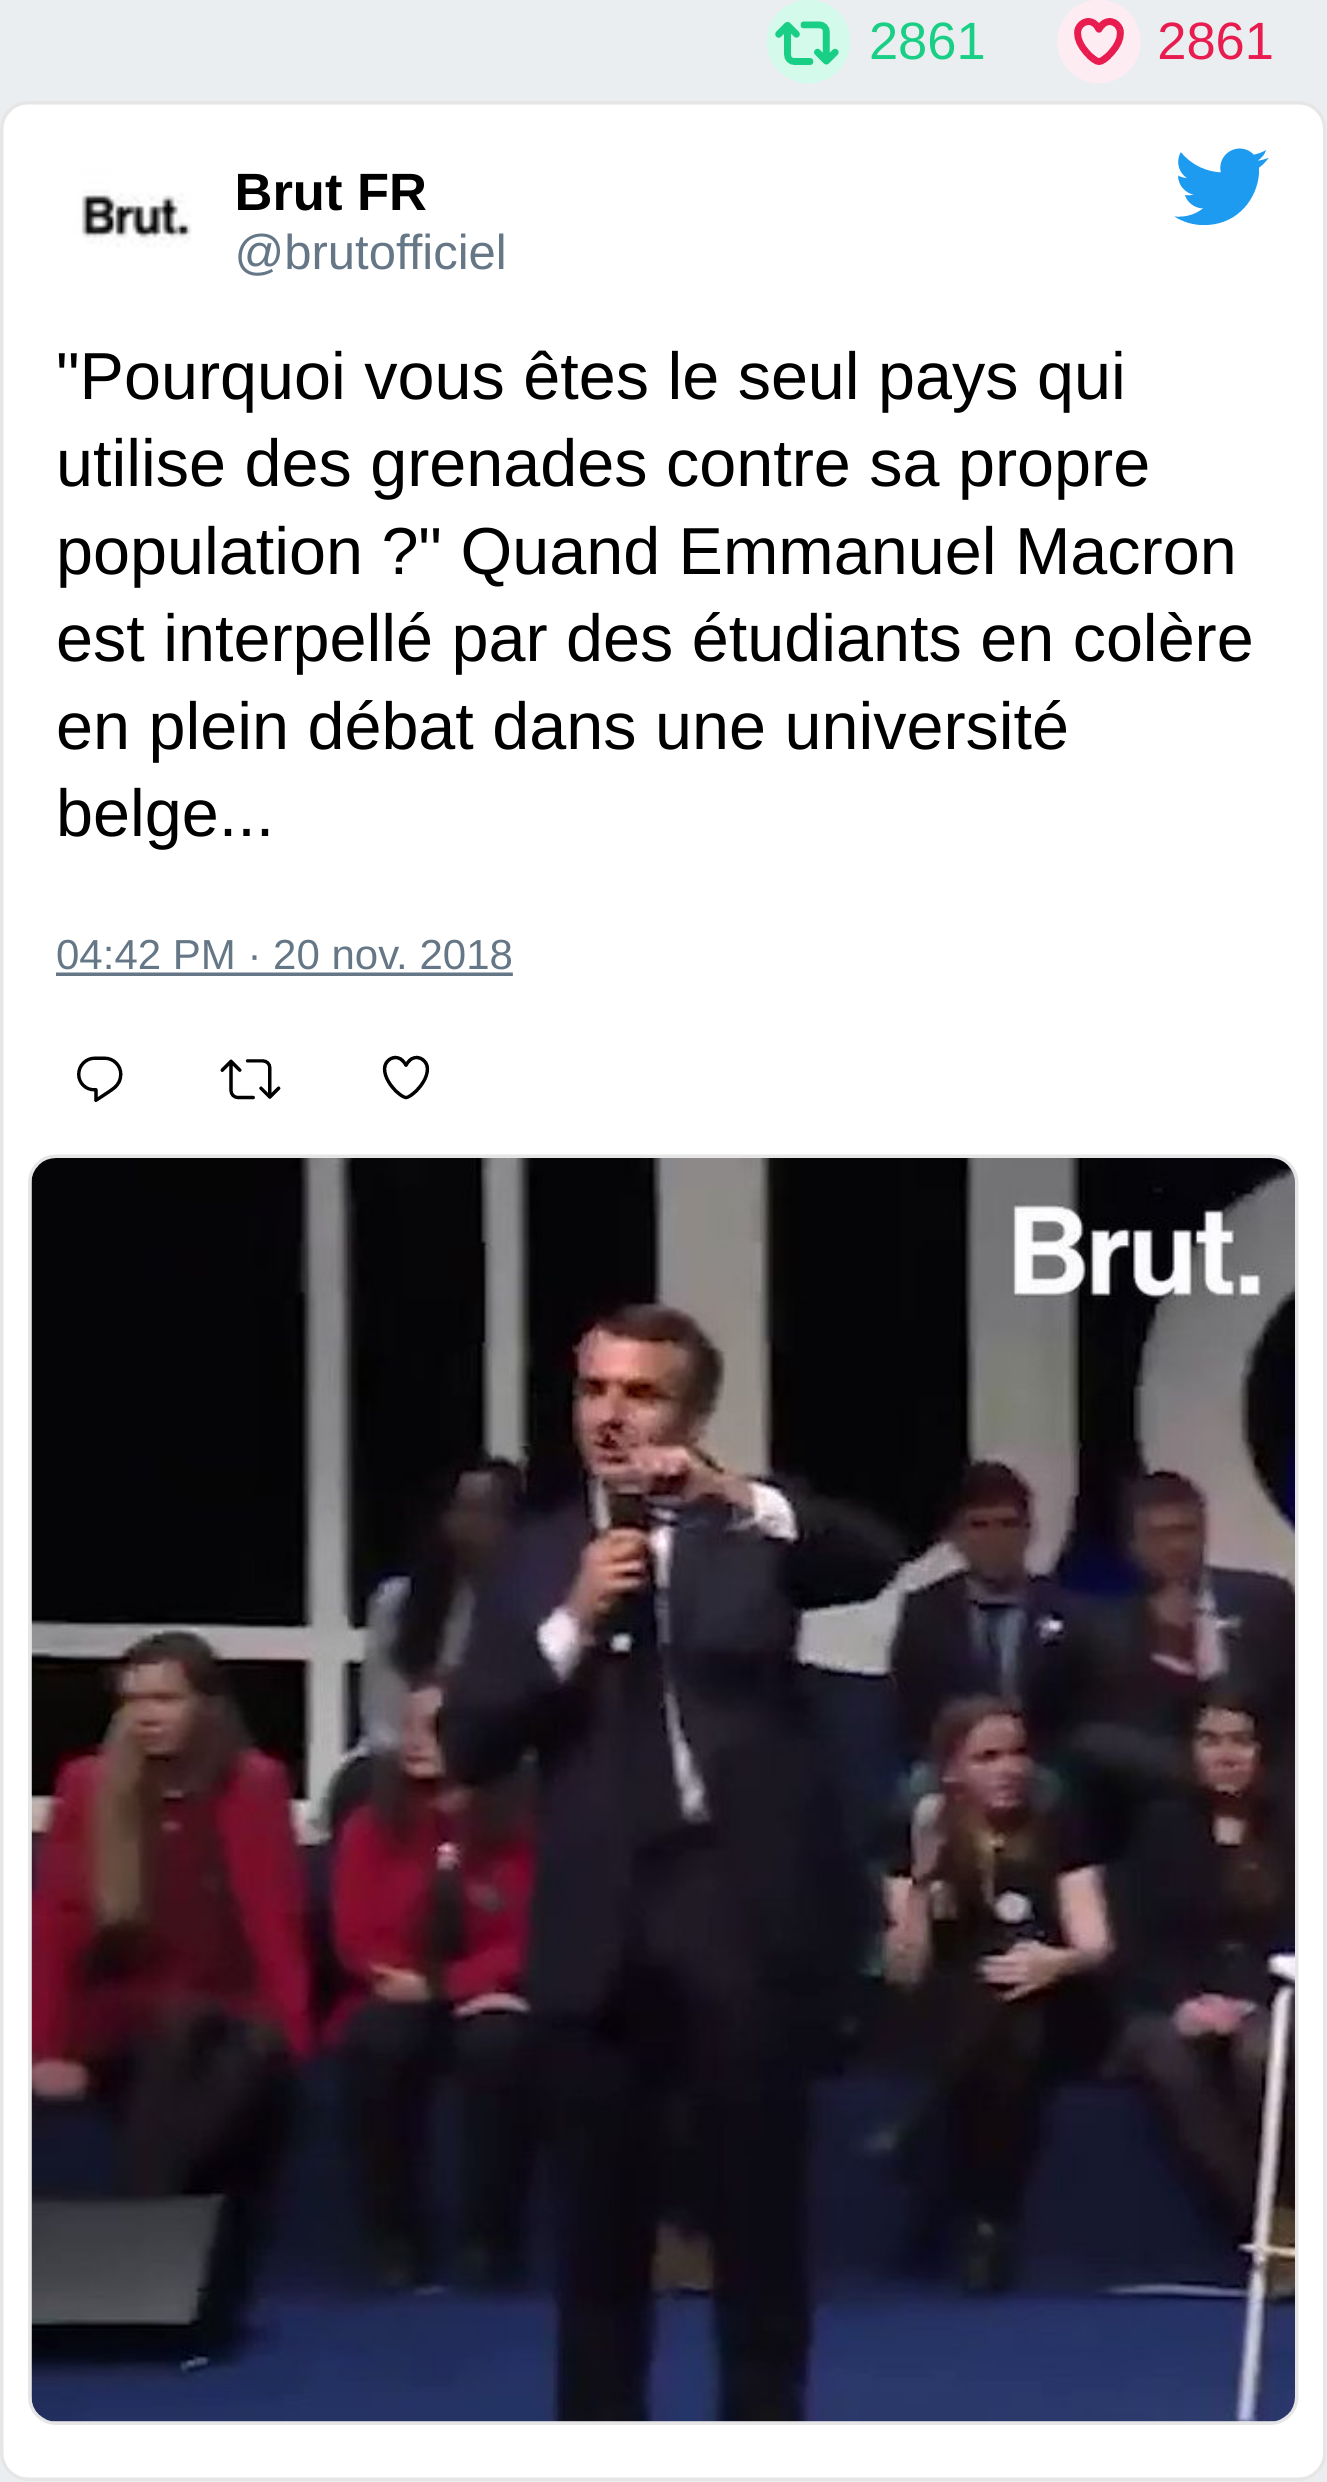 2861 2861
Brut.
Brut FR
@brutofficiel
"Pourquoi vous êtes le seul pays qui
utilise des grenades contre sa propre
population ?" Quand Emmanuel Macron
est interpellé par des étudiants en colère
en plein débat dans une université
belge...
04:42 PM · 20 nov. 2018
Brut.